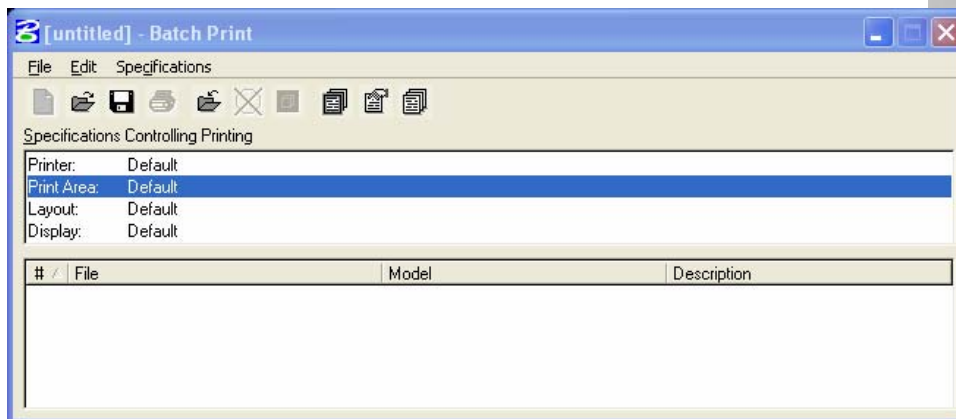 [untitled] - Batch Print
File Edit Specifications
Specifications Controlling Printing
Printer: Default
Print Area: Default
Layout: Default
Display: Default
# File Model Description